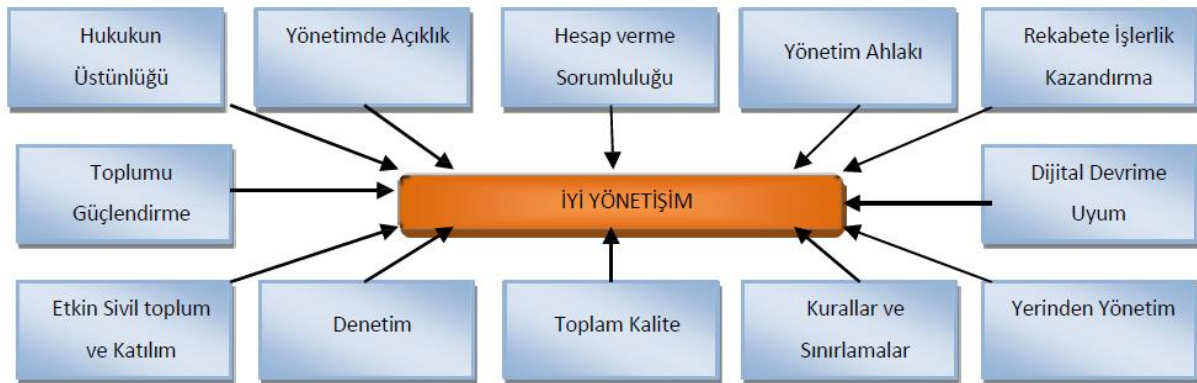 Hukukun
Üstünlüğü
Yönetimde Açıklık
Hesap verme
Sorumluluğu
Yönetim Ahlakı
Rekabete İşlerlik
Kazandırma
Toplumu
Güçlendirme
İYİ YÖNETİŞİM
Dijital Devrime
Uyum
Etkin Sivil toplum
ve Katılım
Denetim
Toplam Kalite
Kurallar ve
Sınırlamalar
Yerinden Yönetim